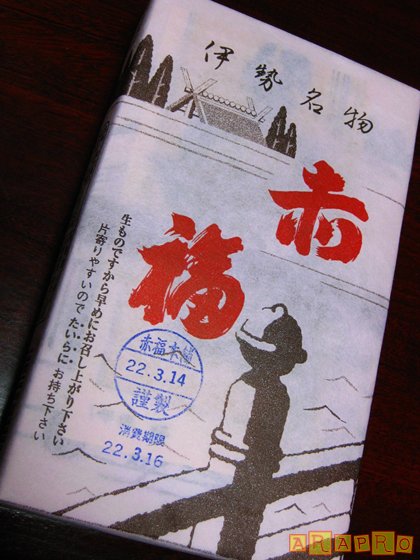 伊勢名物
赤福
生ものですから早めにお召し上がり下さい
片寄りやすいので たいらに お持ち下さい
赤福本舗
22.3.14
謹製
消費期限
22.3.16
ARAPRO